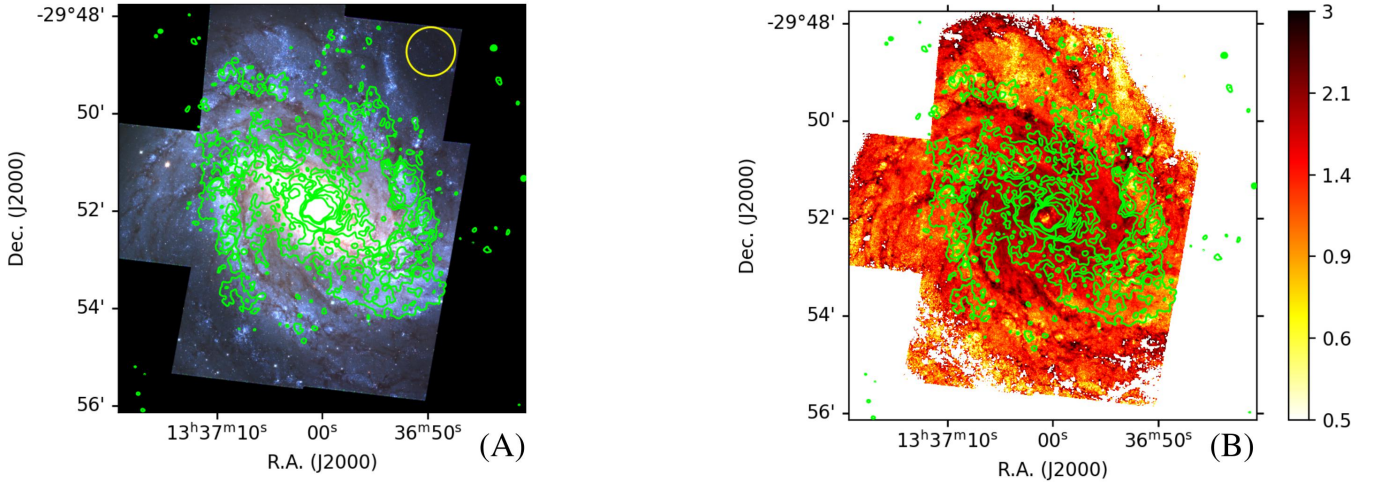 -29°48'
50'
52'
54'
56'
Dec. (J2000)
13ʰ37ᵐ10ˢ
00ˢ
36ᵐ50ˢ
R.A. (J2000)
(A)
-29°48'
50'
52'
54'
56'
Dec. (J2000)
13ʰ37ᵐ10ˢ
00ˢ
36ᵐ50ˢ
R.A. (J2000)
(B)
3
2.1
1.4
0.9
0.6
0.5